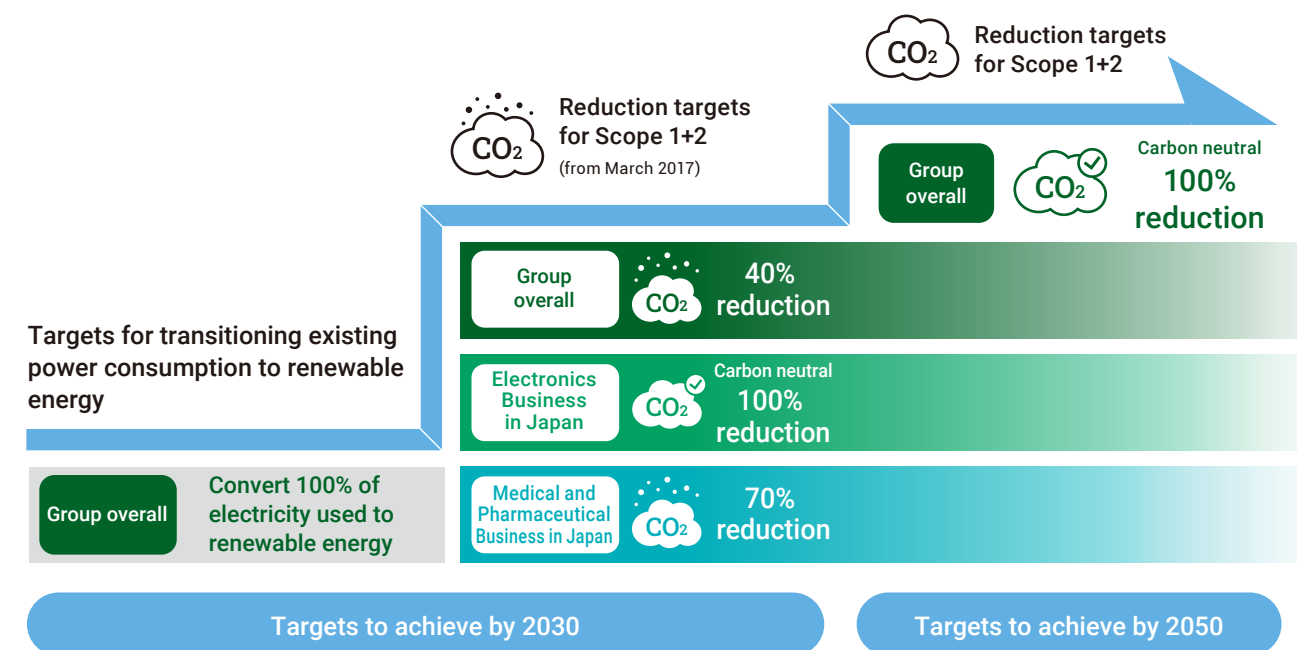 Targets for transitioning existing
power consumption to renewable
energy
Group overall
Convert 100% of
electricity used to
renewable energy
CO2
Reduction targets
for Scope 1+2
(from March 2017)
Group
overall
CO2
40%
reduction
Electronics
Business
in Japan
CO2
Carbon neutral
100%
reduction
Medical and
Pharmaceutical
Business in Japan
CO2
70%
reduction
CO2
Reduction targets
for Scope 1+2
Group
overall
CO2
Carbon neutral
100%
reduction
Targets to achieve by 2030
Targets to achieve by 2050